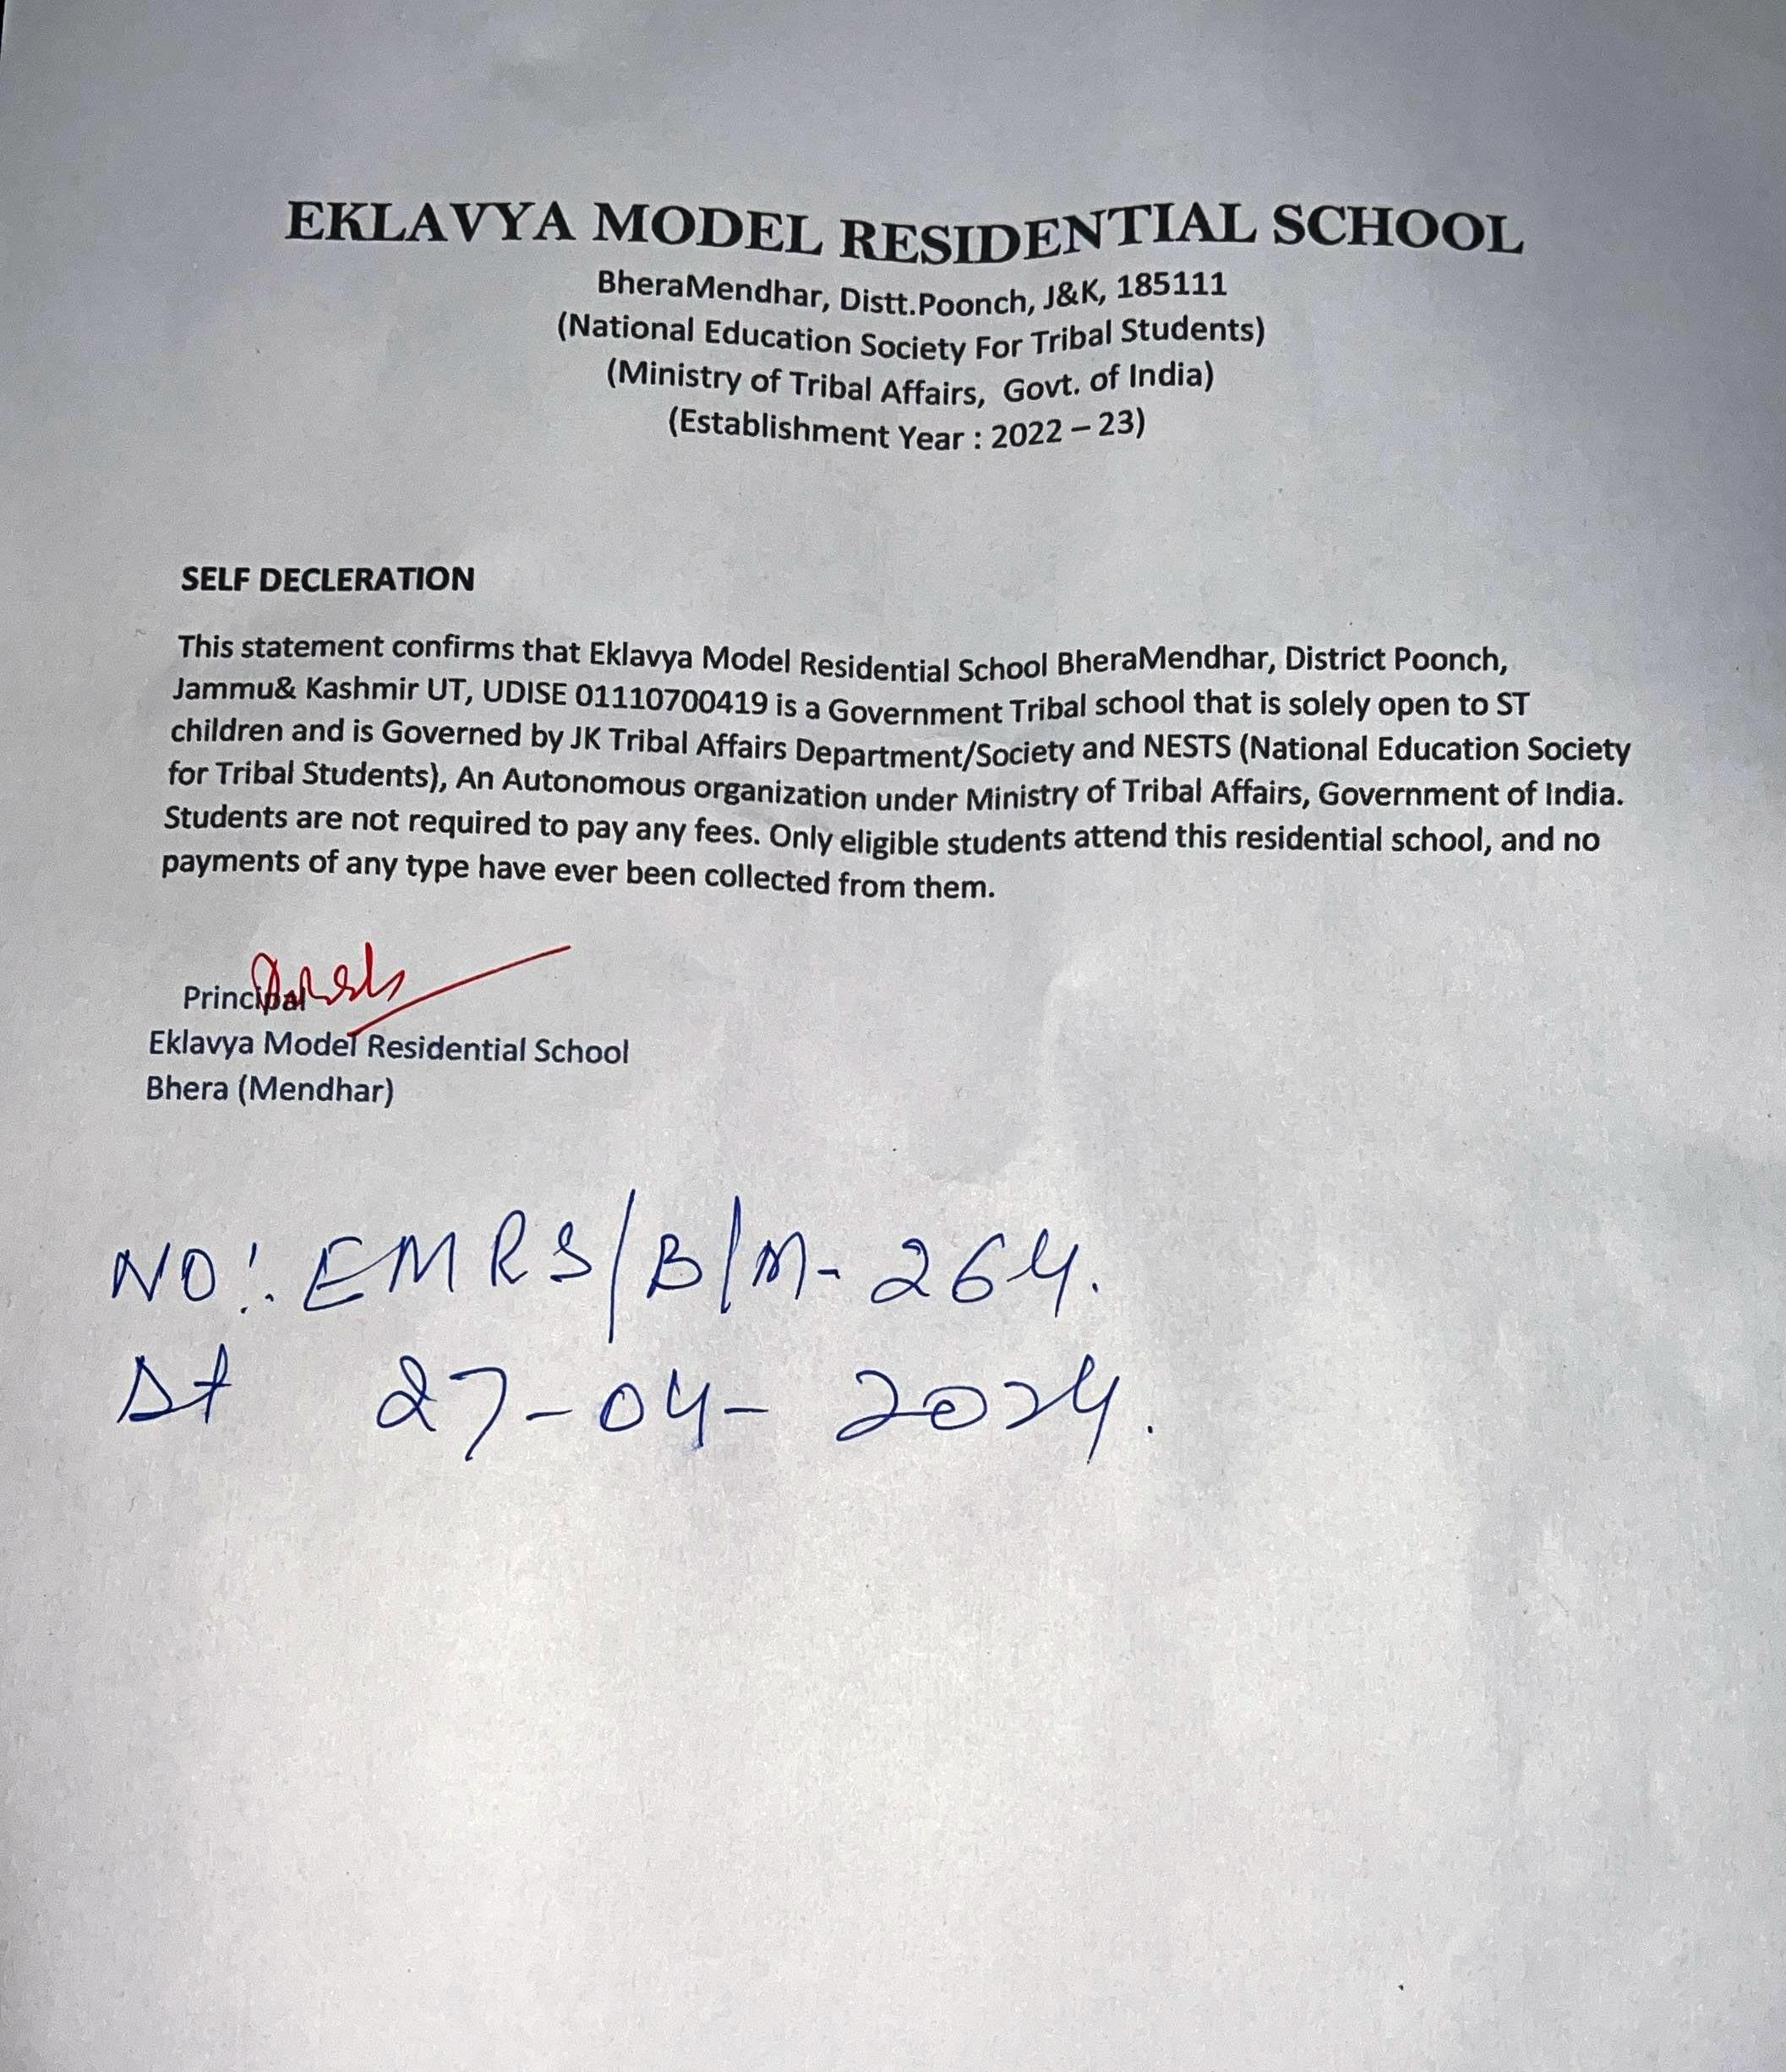 EKLAVYA MODEL RESIDENTIAL SCHOOL
BheraMendhar, Distt.Poonch, J&K, 185111
(National Education Society For Tribal Students)
(Ministry of Tribal Affairs, Govt. of India)
(Establishment Year : 2022 – 23)
SELF DECLERATION
This statement confirms that Eklavya Model Residential School BheraMendhar, District Poonch,
Jammu& Kashmir UT, UDISE 01110700419 is a Government Tribal school that is solely open to ST
children and is Governed by JK Tribal Affairs Department/Society and NESTS (National Education Society
for Tribal Students), An Autonomous organization under Ministry of Tribal Affairs, Government of India.
Students are not required to pay any fees. Only eligible students attend this residential school, and no
payments of any type have ever been collected from them.
Principal
Eklavya Model Residential School
Bhera (Mendhar)
NO:. EMRS/B/M- 264.
Dt 27-04-2024.